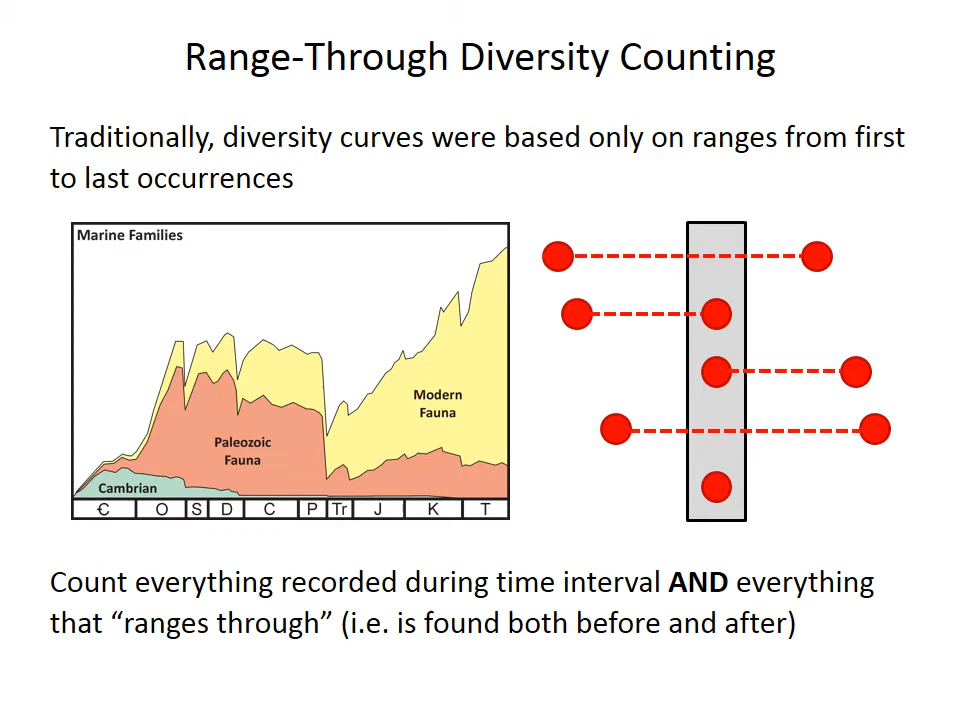 Range-Through Diversity Counting
Traditionally, diversity curves were based only on ranges from first
to last occurrences
Marine Families
Modern
Fauna
Paleozoic
Fauna
Cambrian
Ꞓ O S D C P Tr J K T
Count everything recorded during time interval AND everything
that “ranges through” (i.e. is found both before and after)